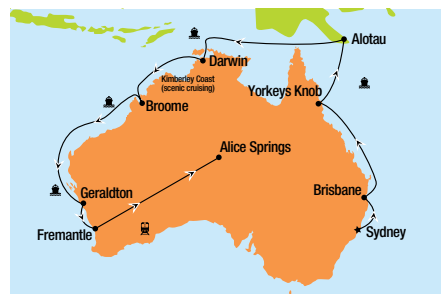 Alotau
Darwin
Kimberley Coast
(scenic cruising)
Yorkeys Knob
Broome
Alice Springs
Geraldton
Brisbane
Fremantle
Sydney